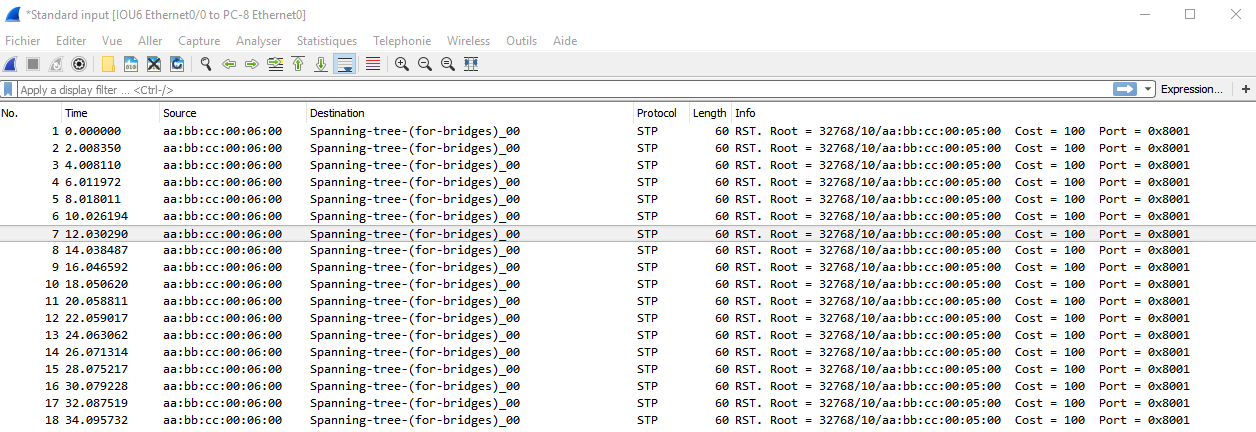 *Standard input [IOU6 Ethernet0/0 to PC-8 Ethernet0]
Fichier Editer Vue Aller Capture Analyser Statistiques Telephonie Wireless Outils Aide
Apply a display filter ... <Ctrl-/> Expression... +
No. Time Source Destination Protocol Length Info
1 0.000000 aa:bb:cc:00:06:00 Spanning-tree-(for-bridges)_00 STP 60 RST. Root = 32768/10/aa:bb:cc:00:05:00 Cost = 100 Port = 0x8001
2 2.008350 aa:bb:cc:00:06:00 Spanning-tree-(for-bridges)_00 STP 60 RST. Root = 32768/10/aa:bb:cc:00:05:00 Cost = 100 Port = 0x8001
3 4.008110 aa:bb:cc:00:06:00 Spanning-tree-(for-bridges)_00 STP 60 RST. Root = 32768/10/aa:bb:cc:00:05:00 Cost = 100 Port = 0x8001
4 6.011972 aa:bb:cc:00:06:00 Spanning-tree-(for-bridges)_00 STP 60 RST. Root = 32768/10/aa:bb:cc:00:05:00 Cost = 100 Port = 0x8001
5 8.018011 aa:bb:cc:00:06:00 Spanning-tree-(for-bridges)_00 STP 60 RST. Root = 32768/10/aa:bb:cc:00:05:00 Cost = 100 Port = 0x8001
6 10.026194 aa:bb:cc:00:06:00 Spanning-tree-(for-bridges)_00 STP 60 RST. Root = 32768/10/aa:bb:cc:00:05:00 Cost = 100 Port = 0x8001
7 12.030290 aa:bb:cc:00:06:00 Spanning-tree-(for-bridges)_00 STP 60 RST. Root = 32768/10/aa:bb:cc:00:05:00 Cost = 100 Port = 0x8001
8 14.038487 aa:bb:cc:00:06:00 Spanning-tree-(for-bridges)_00 STP 60 RST. Root = 32768/10/aa:bb:cc:00:05:00 Cost = 100 Port = 0x8001
9 16.046592 aa:bb:cc:00:06:00 Spanning-tree-(for-bridges)_00 STP 60 RST. Root = 32768/10/aa:bb:cc:00:05:00 Cost = 100 Port = 0x8001
10 18.050620 aa:bb:cc:00:06:00 Spanning-tree-(for-bridges)_00 STP 60 RST. Root = 32768/10/aa:bb:cc:00:05:00 Cost = 100 Port = 0x8001
11 20.058811 aa:bb:cc:00:06:00 Spanning-tree-(for-bridges)_00 STP 60 RST. Root = 32768/10/aa:bb:cc:00:05:00 Cost = 100 Port = 0x8001
12 22.059017 aa:bb:cc:00:06:00 Spanning-tree-(for-bridges)_00 STP 60 RST. Root = 32768/10/aa:bb:cc:00:05:00 Cost = 100 Port = 0x8001
13 24.063062 aa:bb:cc:00:06:00 Spanning-tree-(for-bridges)_00 STP 60 RST. Root = 32768/10/aa:bb:cc:00:05:00 Cost = 100 Port = 0x8001
14 26.071314 aa:bb:cc:00:06:00 Spanning-tree-(for-bridges)_00 STP 60 RST. Root = 32768/10/aa:bb:cc:00:05:00 Cost = 100 Port = 0x8001
15 28.075217 aa:bb:cc:00:06:00 Spanning-tree-(for-bridges)_00 STP 60 RST. Root = 32768/10/aa:bb:cc:00:05:00 Cost = 100 Port = 0x8001
16 30.079228 aa:bb:cc:00:06:00 Spanning-tree-(for-bridges)_00 STP 60 RST. Root = 32768/10/aa:bb:cc:00:05:00 Cost = 100 Port = 0x8001
17 32.087519 aa:bb:cc:00:06:00 Spanning-tree-(for-bridges)_00 STP 60 RST. Root = 32768/10/aa:bb:cc:00:05:00 Cost = 100 Port = 0x8001
18 34.095732 aa:bb:cc:00:06:00 Spanning-tree-(for-bridges)_00 STP 60 RST. Root = 32768/10/aa:bb:cc:00:05:00 Cost = 100 Port = 0x8001